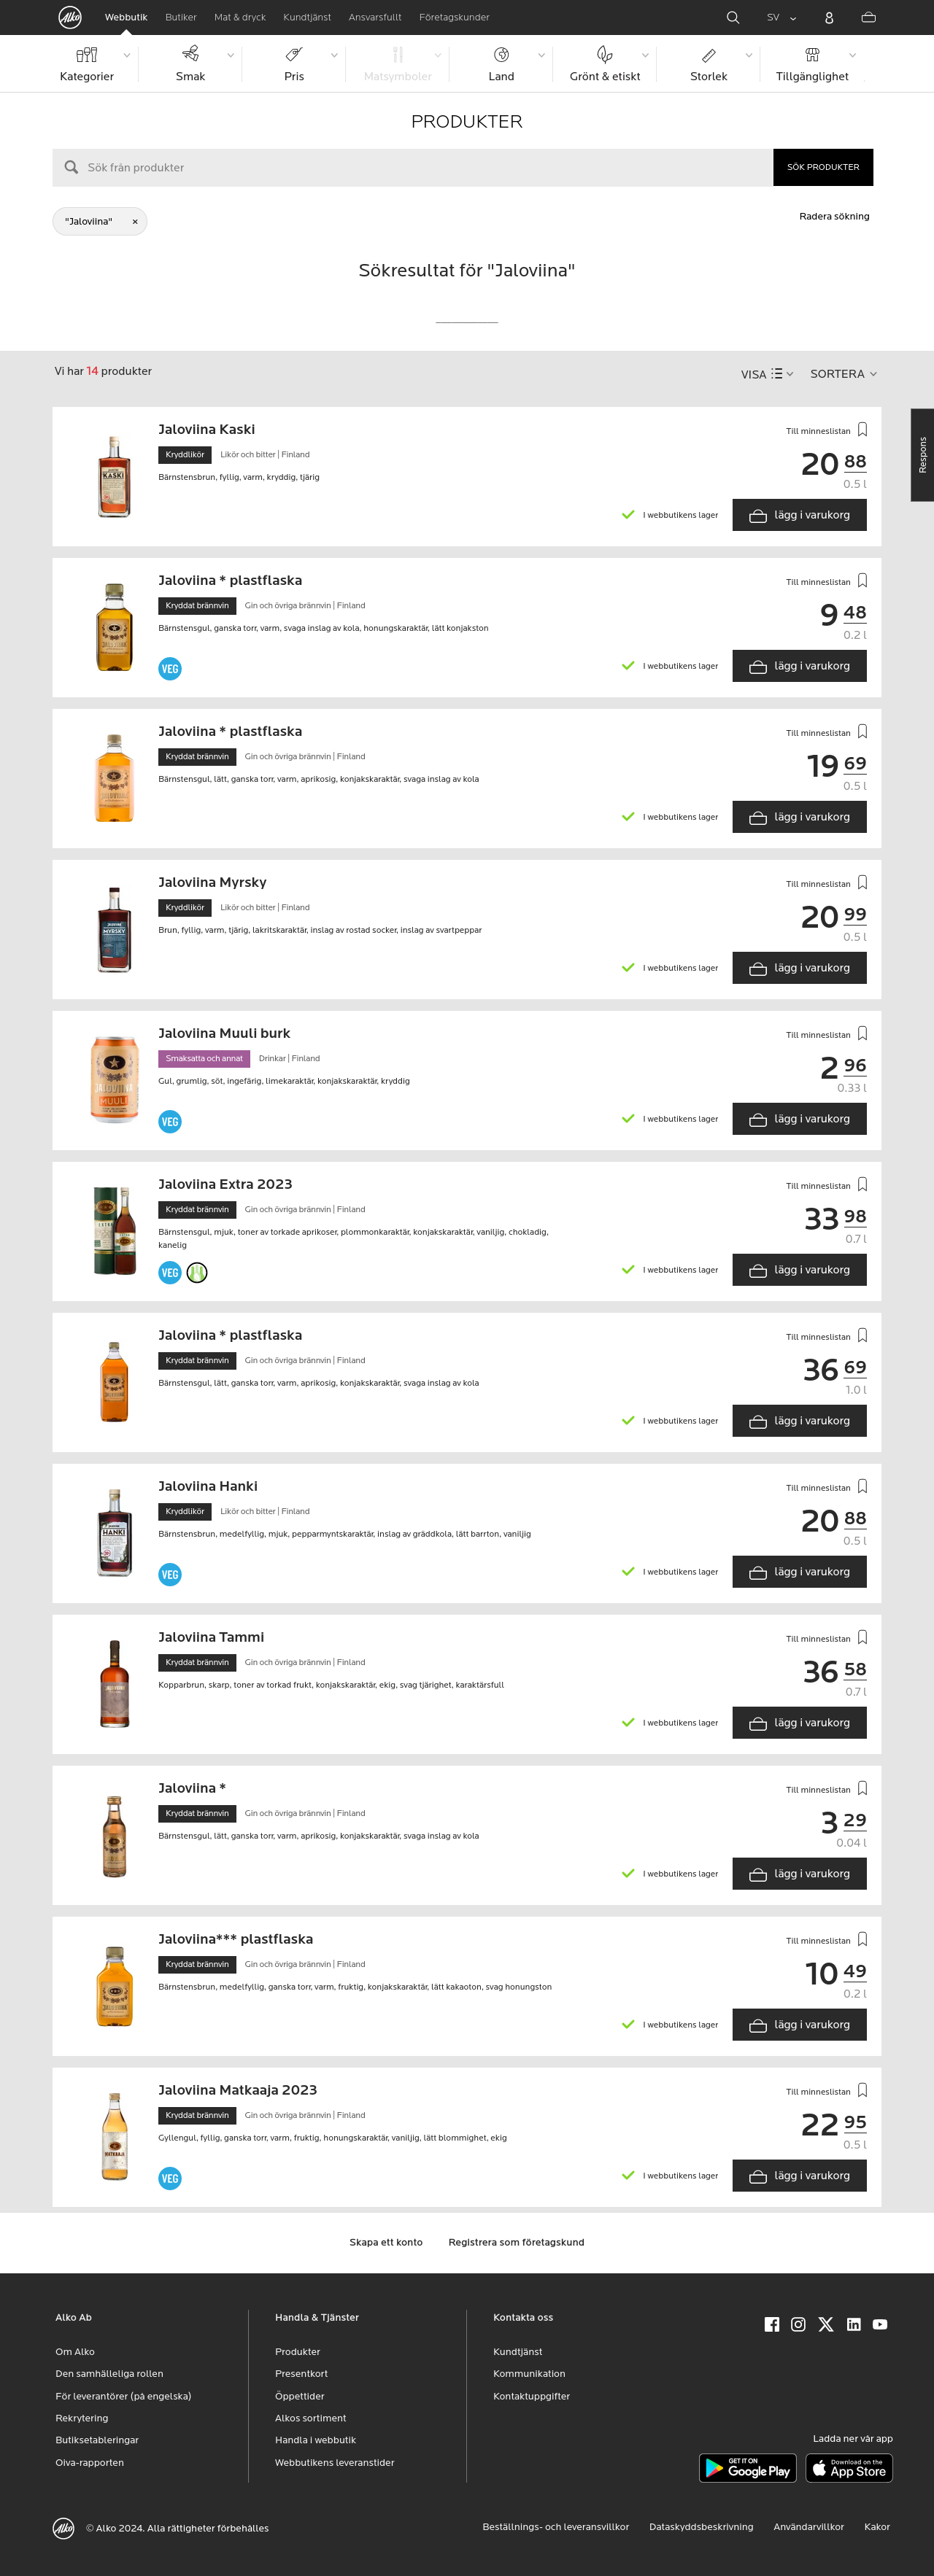 Alko Webbutik Butiker Mat & dryck Kundtjänst Ansvarsfullt Företagskunder SV
Kategorier Smak Pris Matsymboler Land Grönt & etiskt Storlek Tillgänglighet
PRODUKTER
Sök från produkter SÖK PRODUKTER
"Jaloviina" × Radera sökning
Sökresultat för "Jaloviina"
Vi har 14 produkter VISA SORTERA
Respons
Jaloviina Kaski Till minneslistan
Kryddlikör Likör och bitter | Finland
Bärnstensbrun, fyllig, varm, kryddig, tjärig
20 88
0.5 l
I webbutikens lager lägg i varukorg
Jaloviina * plastflaska Till minneslistan
Kryddat brännvin Gin och övriga brännvin | Finland
Bärnstensgul, ganska torr, varm, svaga inslag av kola, honungskaraktär, lätt konjakston
9 48
0.2 l
VEG I webbutikens lager lägg i varukorg
Jaloviina * plastflaska Till minneslistan
Kryddat brännvin Gin och övriga brännvin | Finland
Bärnstensgul, lätt, ganska torr, varm, aprikosig, konjakskaraktär, svaga inslag av kola
19 69
0.5 l
I webbutikens lager lägg i varukorg
Jaloviina Myrsky Till minneslistan
Kryddlikör Likör och bitter | Finland
Brun, fyllig, varm, tjärig, lakritskaraktär, inslag av rostad socker, inslag av svartpeppar
20 99
0.5 l
I webbutikens lager lägg i varukorg
Jaloviina Muuli burk Till minneslistan
Smaksatta och annat Drinkar | Finland
Gul, grumlig, söt, ingefärig, limekaraktär, konjakskaraktär, kryddig
2 96
0.33 l
VEG I webbutikens lager lägg i varukorg
Jaloviina Extra 2023 Till minneslistan
Kryddat brännvin Gin och övriga brännvin | Finland
Bärnstensgul, mjuk, toner av torkade aprikoser, plommonkaraktär, konjakskaraktär, vaniljig, chokladig,
kanelig
33 98
0.7 l
VEG I webbutikens lager lägg i varukorg
Jaloviina * plastflaska Till minneslistan
Kryddat brännvin Gin och övriga brännvin | Finland
Bärnstensgul, lätt, ganska torr, varm, aprikosig, konjakskaraktär, svaga inslag av kola
36 69
1.0 l
I webbutikens lager lägg i varukorg
Jaloviina Hanki Till minneslistan
Kryddlikör Likör och bitter | Finland
Bärnstensbrun, medelfyllig, mjuk, pepparmyntskaraktär, inslag av gräddkola, lätt barrton, vaniljig
20 88
0.5 l
VEG I webbutikens lager lägg i varukorg
Jaloviina Tammi Till minneslistan
Kryddat brännvin Gin och övriga brännvin | Finland
Kopparbrun, skarp, toner av torkad frukt, konjakskaraktär, ekig, svag tjärighet, karaktärsfull
36 58
0.7 l
I webbutikens lager lägg i varukorg
Jaloviina * Till minneslistan
Kryddat brännvin Gin och övriga brännvin | Finland
Bärnstensgul, lätt, ganska torr, varm, aprikosig, konjakskaraktär, svaga inslag av kola
3 29
0.04 l
I webbutikens lager lägg i varukorg
Jaloviina*** plastflaska Till minneslistan
Kryddat brännvin Gin och övriga brännvin | Finland
Bärnstensbrun, medelfyllig, ganska torr, varm, fruktig, konjakskaraktär, lätt kakaoton, svag honungston
10 49
0.2 l
I webbutikens lager lägg i varukorg
Jaloviina Matkaaja 2023 Till minneslistan
Kryddat brännvin Gin och övriga brännvin | Finland
Gyllengul, fyllig, ganska torr, varm, fruktig, honungskaraktär, vaniljig, lätt blommighet, ekig
22 95
0.5 l
VEG I webbutikens lager lägg i varukorg
Skapa ett konto Registrera som företagskund
Alko Ab
Om Alko
Den samhälleliga rollen
För leverantörer (på engelska)
Rekrytering
Butiksetableringar
Oiva-rapporten
Handla & Tjänster
Produkter
Presentkort
Öppettider
Alkos sortiment
Handla i webbutik
Webbutikens leveranstider
Kontakta oss
Kundtjänst
Kommunikation
Kontaktuppgifter
Ladda ner vår app
GET IT ON Google Play
Download on the App Store
Alko © Alko 2024. Alla rättigheter förbehålles
Beställnings- och leveransvillkor Dataskyddsbeskrivning Användarvillkor Kakor